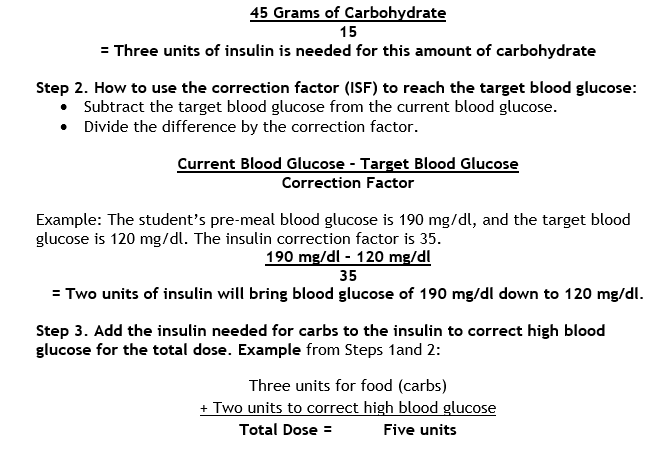 45 Grams of Carbohydrate
15
= Three units of insulin is needed for this amount of carbohydrate
Step 2. How to use the correction factor (ISF) to reach the target blood glucose:
• Subtract the target blood glucose from the current blood glucose.
• Divide the difference by the correction factor.
Current Blood Glucose - Target Blood Glucose
Correction Factor
Example: The student’s pre-meal blood glucose is 190 mg/dl, and the target blood
glucose is 120 mg/dl. The insulin correction factor is 35.
190 mg/dl - 120 mg/dl
35
= Two units of insulin will bring blood glucose of 190 mg/dl down to 120 mg/dl.
Step 3. Add the insulin needed for carbs to the insulin to correct high blood
glucose for the total dose. Example from Steps 1and 2:
Three units for food (carbs)
+ Two units to correct high blood glucose
Total Dose = Five units